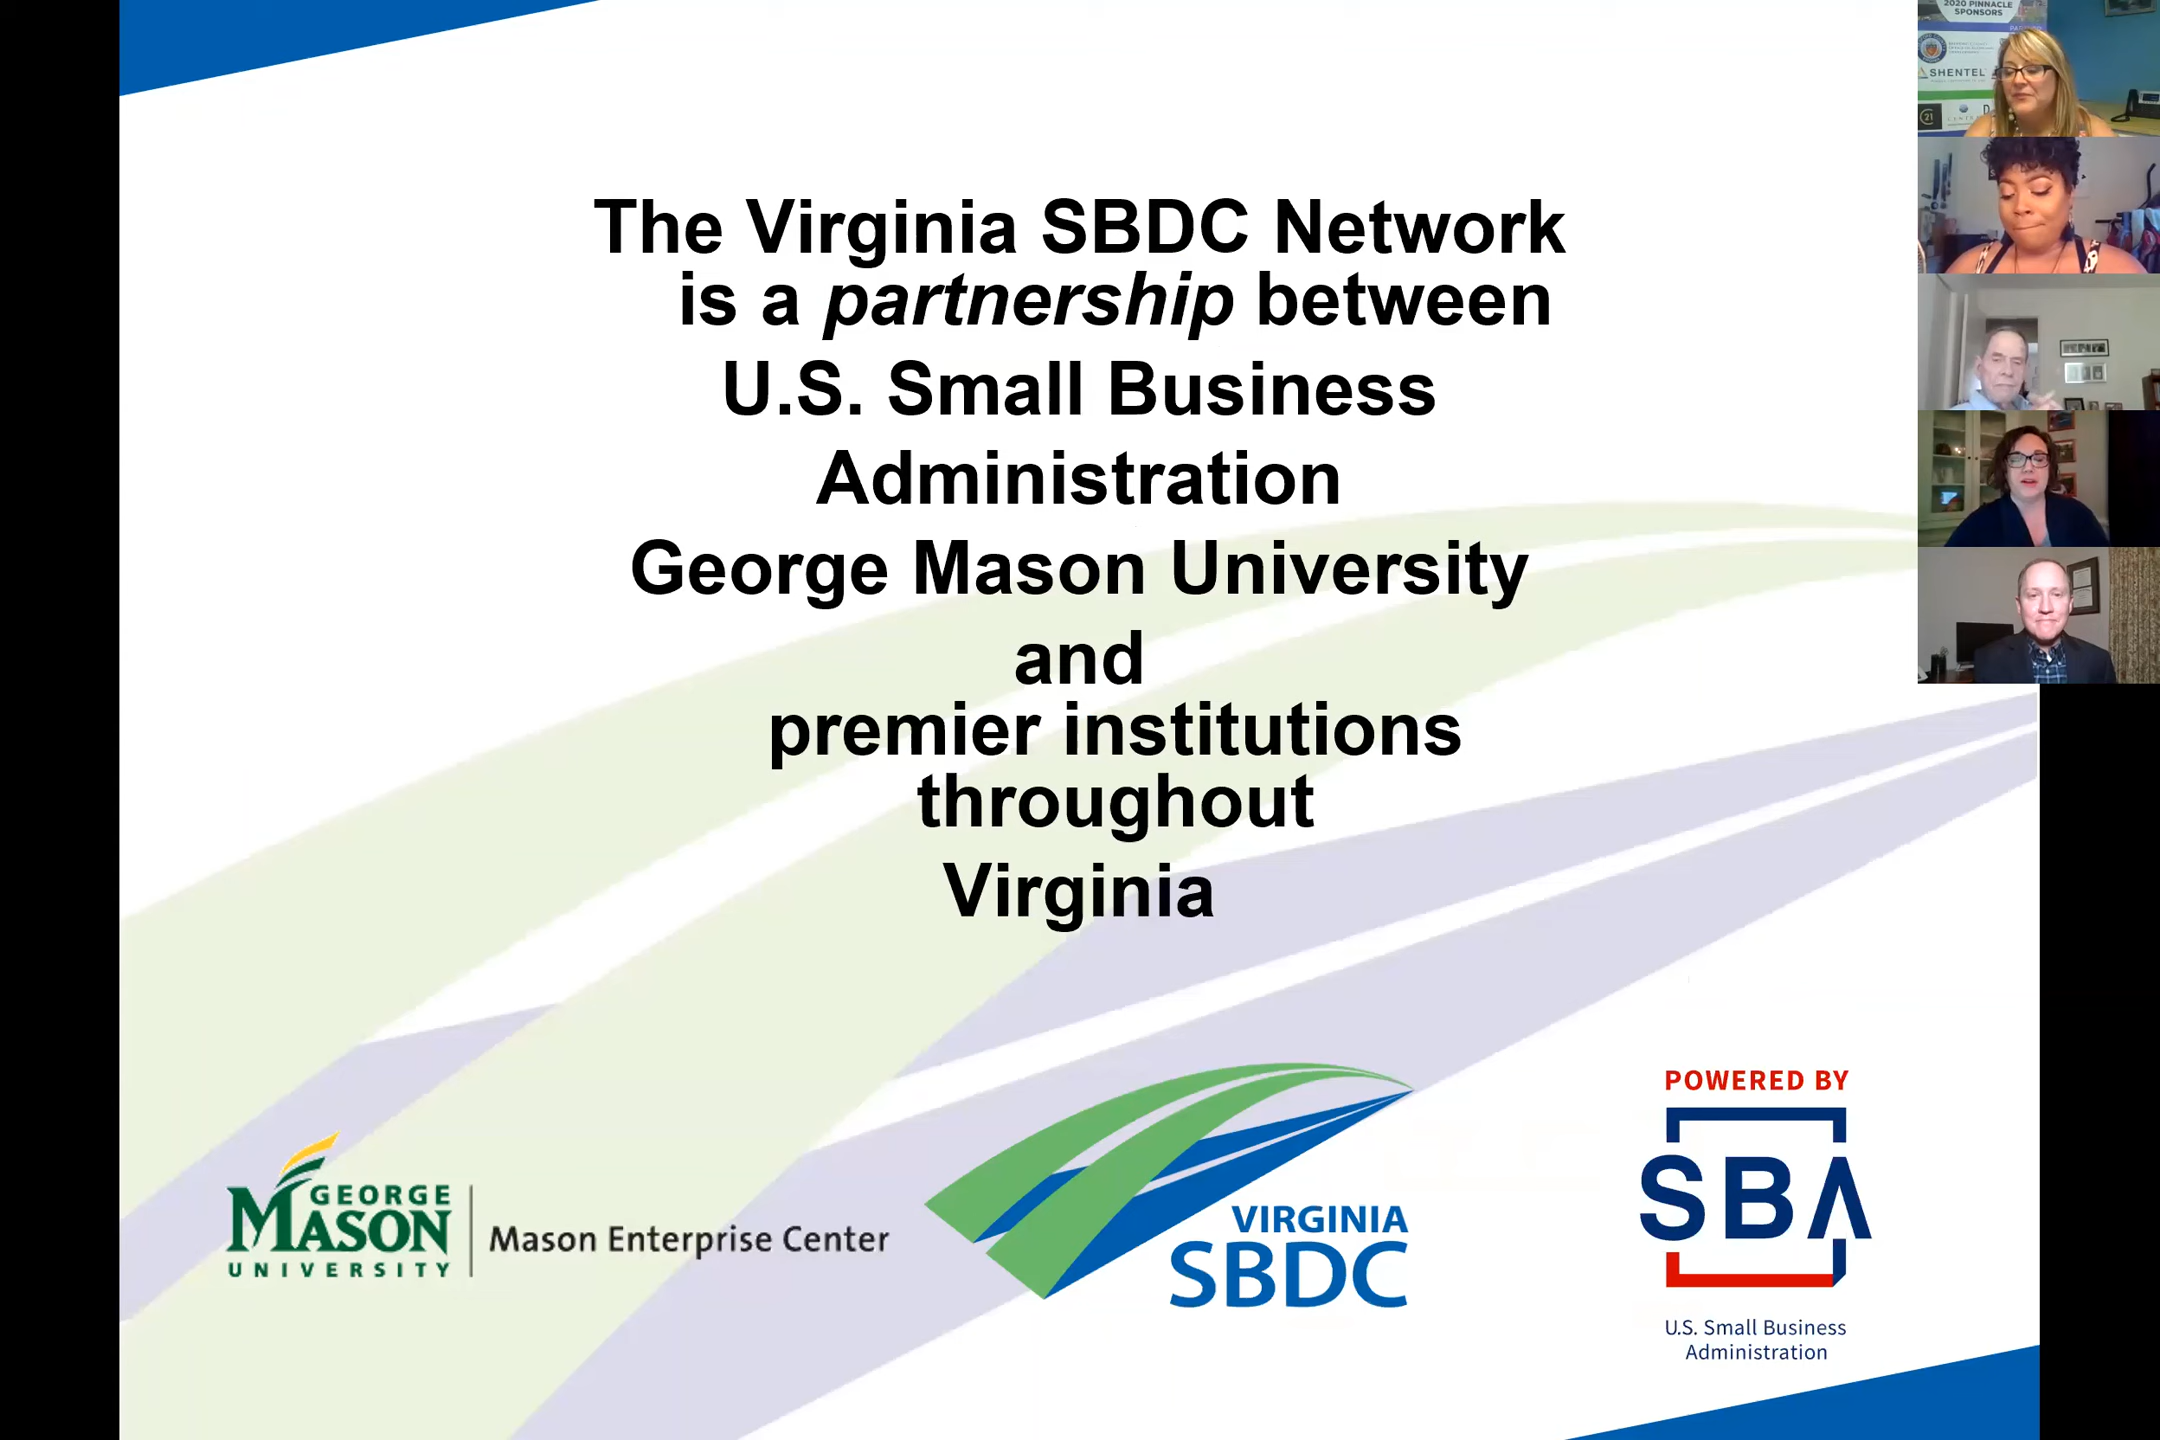 The Virginia SBDC Network
is a partnership between
U.S. Small Business
Administration
George Mason University
and
premier institutions
throughout
Virginia
GEORGE
MASON
UNIVERSITY
Mason Enterprise Center
VIRGINIA
SBDC
POWERED BY
SBA
U.S. Small Business
Administration
2020 PINNACLE
SPONSORS
SHENTEL
C21